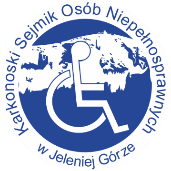 Karkonoski Sejmik Osób Niepełnosprawnych
w Jeleniej Górze